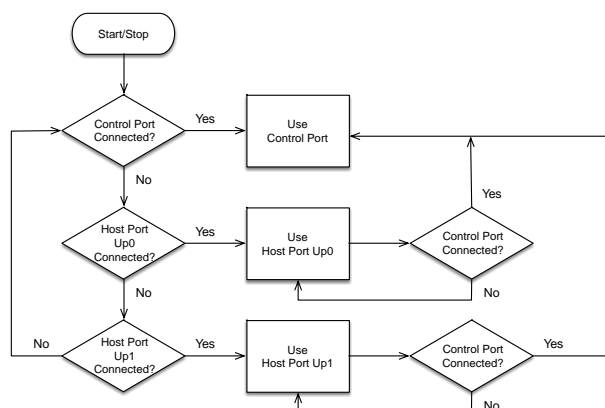 Start/Stop
Control Port
Connected?
Yes
Use
Control Port
No
Yes
Host Port
Up0
Connected?
Yes
Use
Host Port Up0
Control Port
Connected?
No
No
No
Host Port
Up1
Connected?
Yes
Use
Host Port Up1
Control Port
Connected?
Yes
No